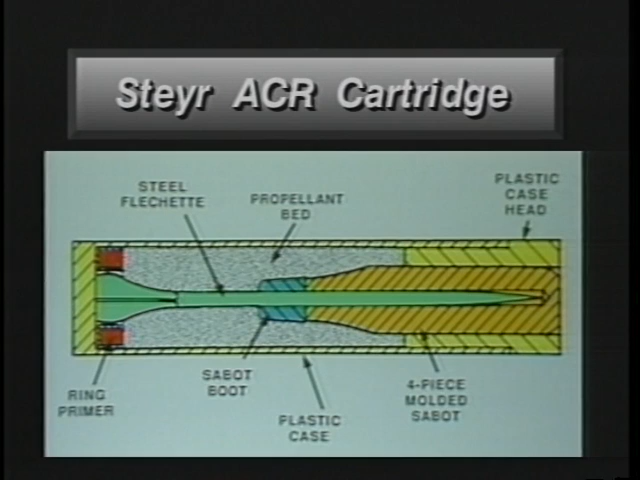 Steyr ACR Cartridge
STEEL
FLECHETTE
PROPELLANT
BED
PLASTIC
CASE
HEAD
RING
PRIMER
SABOT
BOOT
PLASTIC
CASE
4-PIECE
MOLDED
SABOT